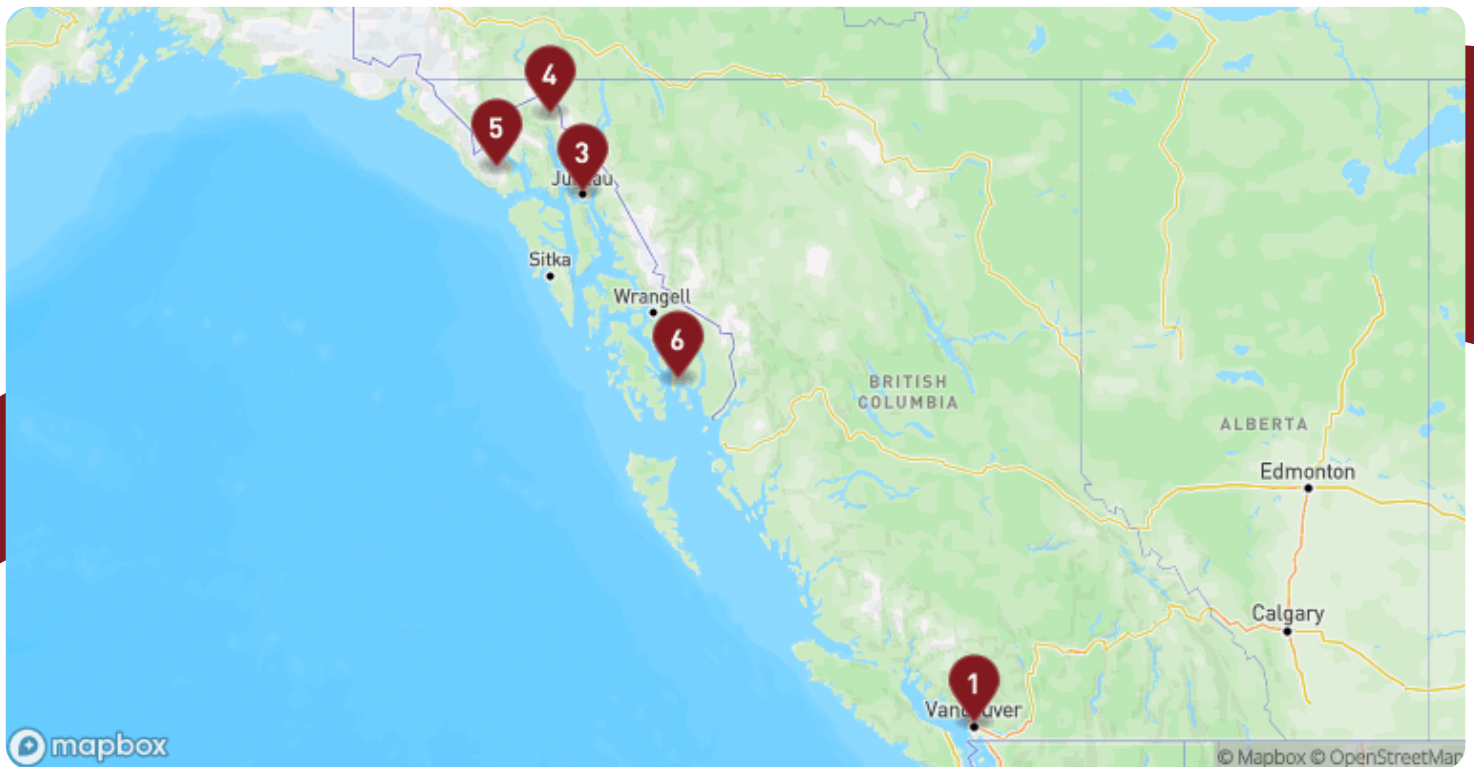 4
5
3
Juneau
Sitka
Wrangell
6
BRITISH
COLUMBIA
ALBERTA
Edmonton
Calgary
1
Vancouver
mapbox
© Mapbox © OpenStreetMap